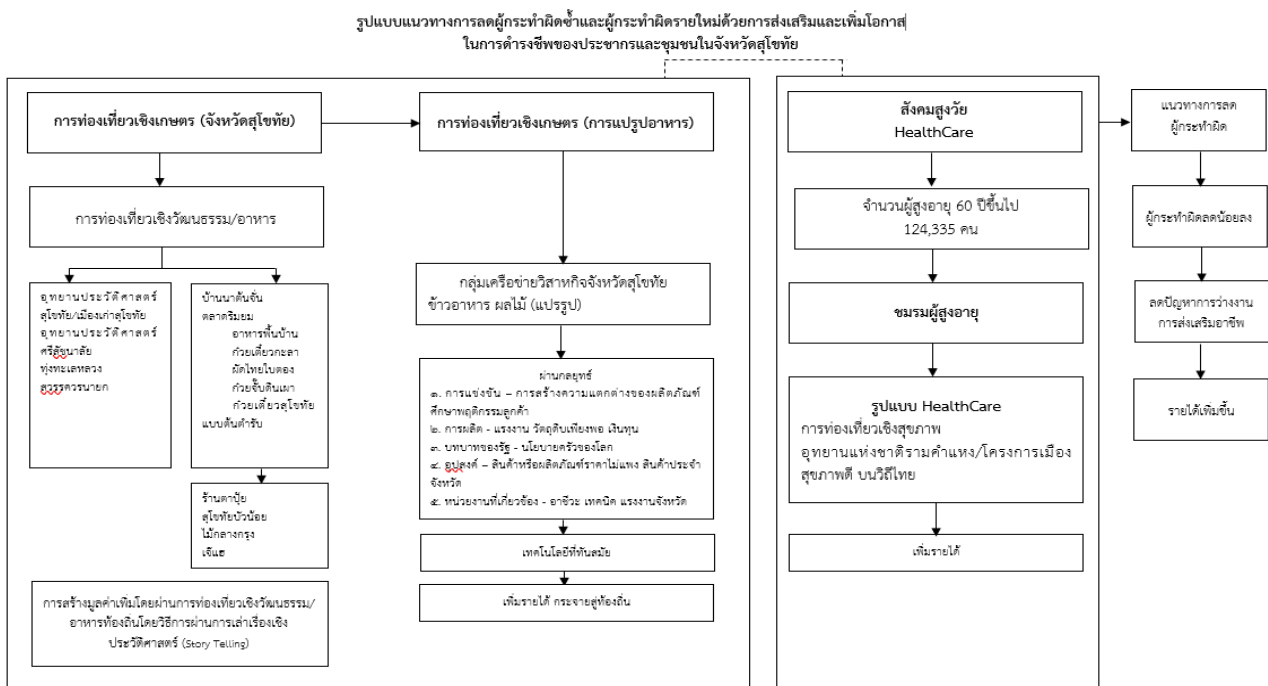 รูปแบบแนวทางการลดผู้กระทำผิดซ้ำและผู้กระทำผิดรายใหม่ด้วยการส่งเสริมและเพิ่มโอกาส
ในการดำรงชีพของประชากรและชุมชนในจังหวัดสุโขทัย
การท่องเที่ยวเชิงเกษตร (จังหวัดสุโขทัย)
การท่องเที่ยวเชิงวัฒนธรรม/อาหาร
อุทยานประวัติศาสตร์
สุโขทัย/เมืองเก่าสุโขทัย
อุทยานประวัติศาสตร์
ศรีสัชนาลัย
ทุ่งทะเลหลวง
สวรรควรนายก
บ้านนาต้นจั่น
ตลาดริมยม
อาหารพื้นบ้าน
ก๋วยเตี๋ยวกะลา
ผัดไทยใบตอง
ก๋วยจั๊บดินเผา
ก๋วยเตี๋ยวสุโขทัย
แบบต้นตำรับ
ร้านตาปุ้ย
สุโขทัยบัวน้อย
ไม้กลางกรุง
เจ๊แฮ
การสร้างมูลค่าเพิ่มโดยผ่านการท่องเที่ยวเชิงวัฒนธรรม/
อาหารท้องถิ่นโดยวิธีการผ่านการเล่าเรื่องเชิง
ประวัติศาสตร์ (Story Telling)
การท่องเที่ยวเชิงเกษตร (การแปรูปอาหาร)
กลุ่มเครือข่ายวิสาหกิจจังหวัดสุโขทัย
ข้าวอาหาร ผลไม้ (แปรรูป)
ผ่านกลยุทธ์
๑. การแข่งขัน – การสร้างความแตกต่างของผลิตภัณฑ์
ศึกษาพฤติกรรมลูกค้า
๒. การผลิต - แรงงาน วัตถุดิบเพียงพอ เงินทุน
๓. บทบาทของรัฐ - นโยบายครัวของโลก
๔. อุปสงค์ – สินค้าหรือผลิตภัณฑ์ราคาไม่แพง สินค้าประจำ
จังหวัด
๕. หน่วยงานที่เกี่ยวข้อง - อาชีวะ เทคนิค แรงงานจังหวัด
เทคโนโลยีที่ทันสมัย
เพิ่มรายได้ กระจายสู่ท้องถิ่น
สังคมสูงวัย
HealthCare
จำนวนผู้สูงอายุ 60 ปีขึ้นไป
124,335 คน
ชมรมผู้สูงอายุ
รูปแบบ HealthCare
การท่องเที่ยวเชิงสุขภาพ
อุทยานแห่งชาติรามคำแหง/โครงการเมือง
สุขภาพดี บนวิถีไทย
เพิ่มรายได้
แนวทางการลด
ผู้กระทำผิด
ผู้กระทำผิดลดน้อยลง
ลดปัญหาการว่างงาน
การส่งเสริมอาชีพ
รายได้เพิ่มขึ้น